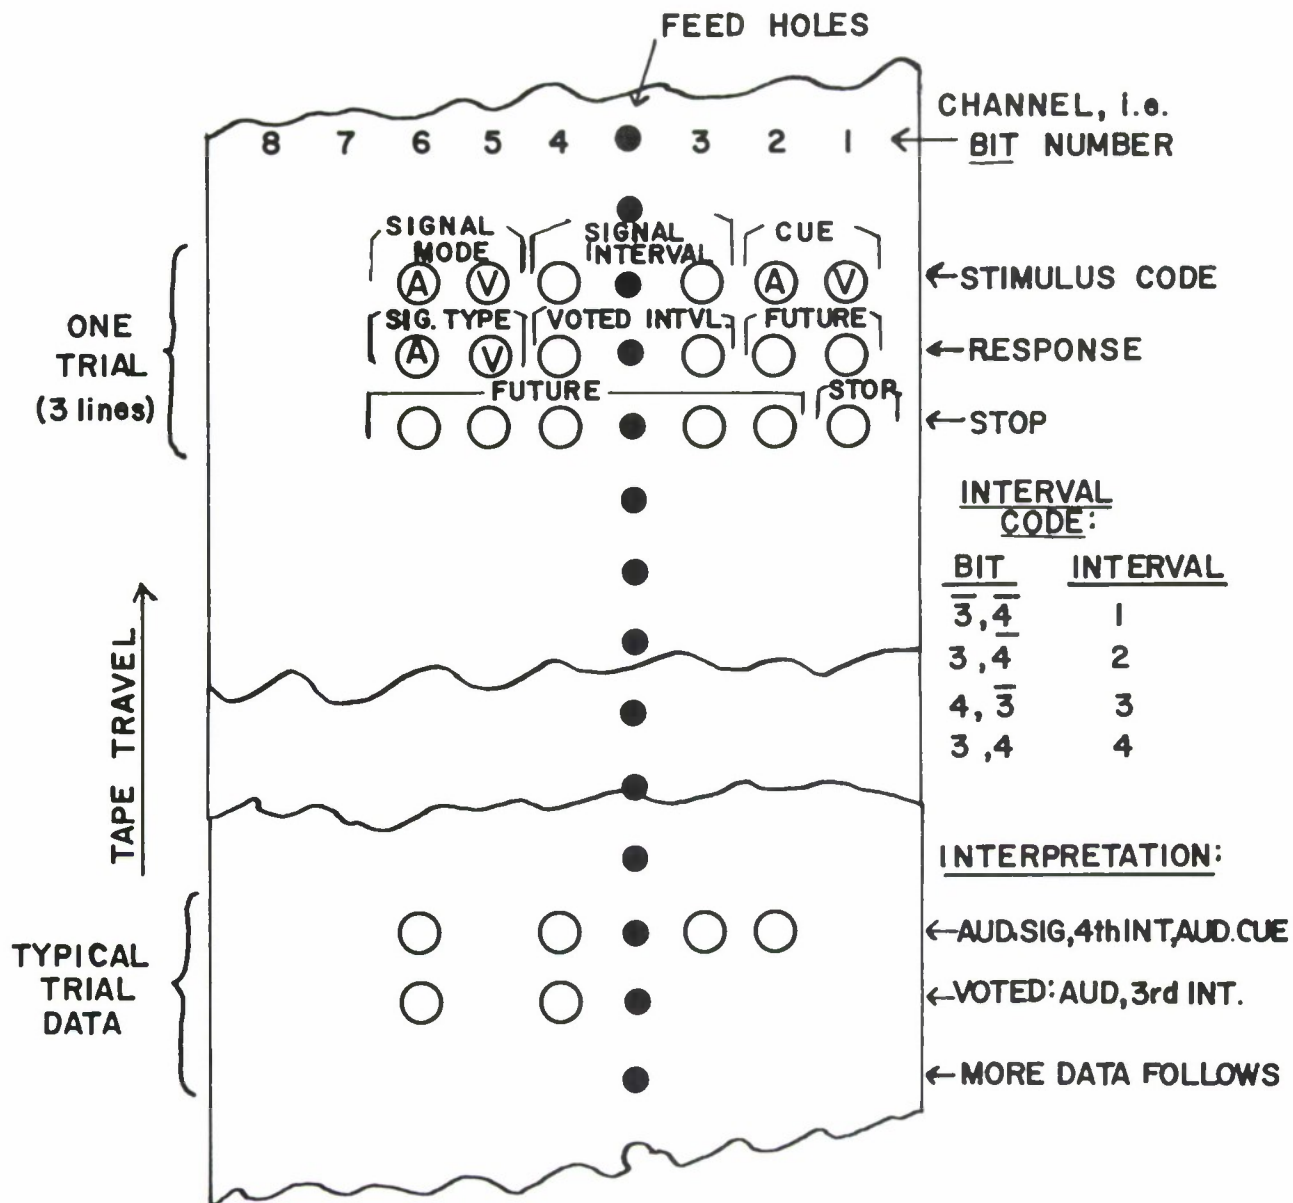 FEED HOLES
CHANNEL, i.e.
8 7 6 5 4 3 2 1 ← BIT NUMBER
SIGNAL MODE
SIGNAL INTERVAL
CUE
A V A V
←STIMULUS CODE
SIG. TYPE VOTED INTVL. FUTURE
A V
←RESPONSE
FUTURE STOP
←STOP
ONE
TRIAL
(3 lines)
INTERVAL
CODE:
BIT INTERVAL
3̅,4̅ 1
3,4̅ 2
4,3̅ 3
3,4 4
TAPE TRAVEL
INTERPRETATION:
←AUD.SIG,4thINT,AUD.CUE
←VOTED:AUD,3rd INT.
←MORE DATA FOLLOWS
TYPICAL
TRIAL
DATA